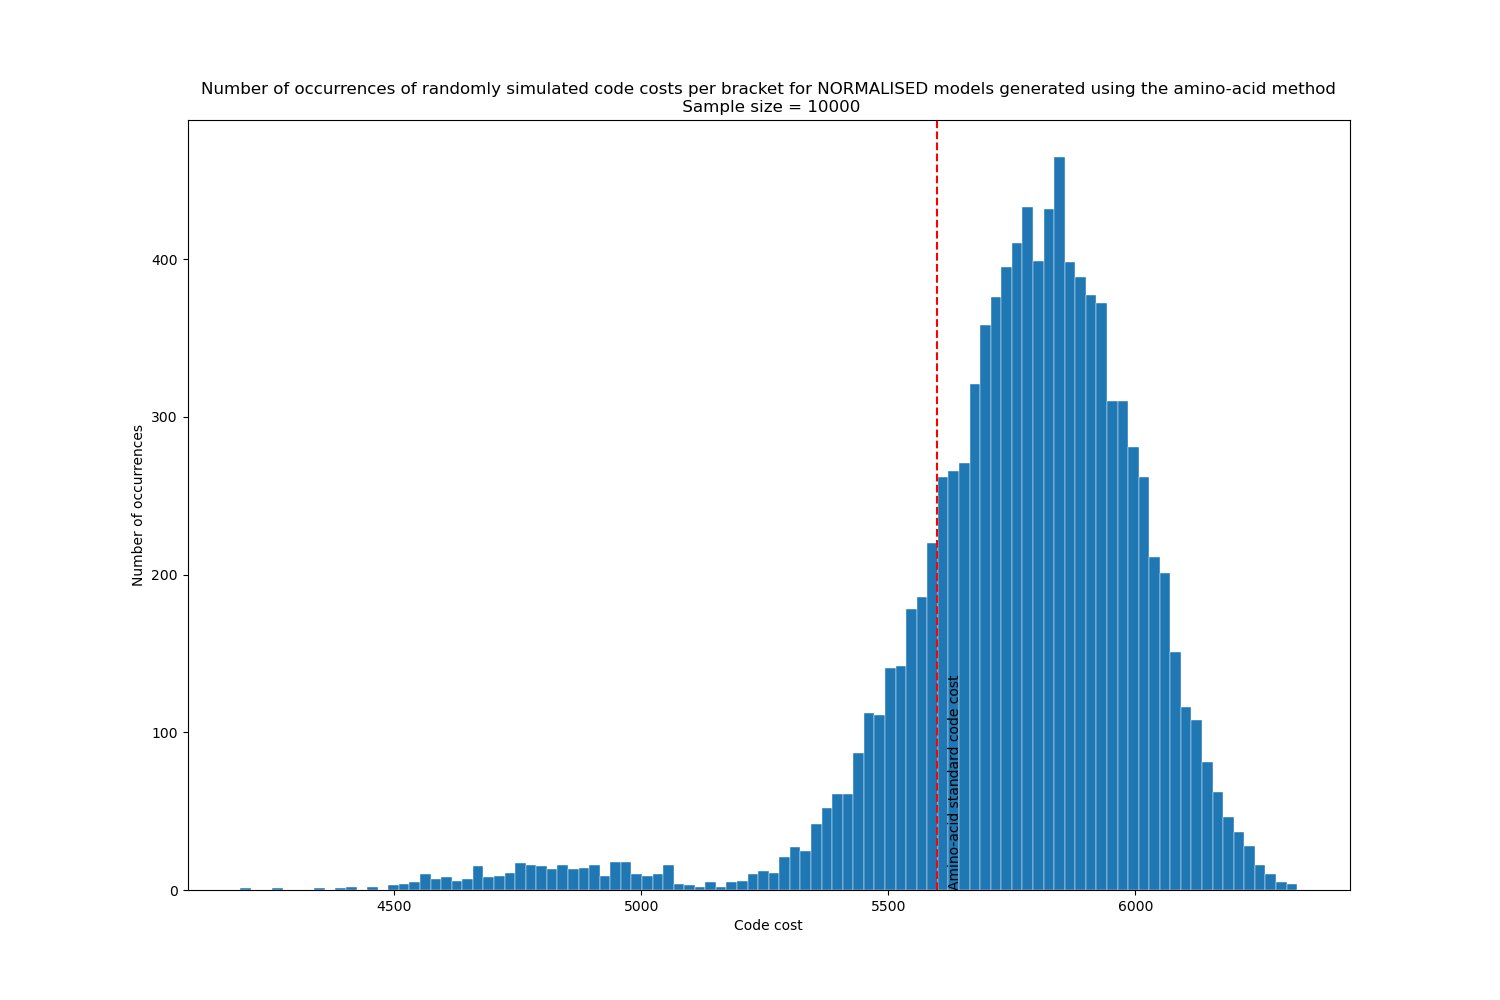 Number of occurrences of randomly simulated code costs per bracket for NORMALISED models generated using the amino-acid method
Sample size = 10000
Number of occurrences
400
300
200
100
0
Amino-acid standard code cost
4500
5000
5500
6000
Code cost